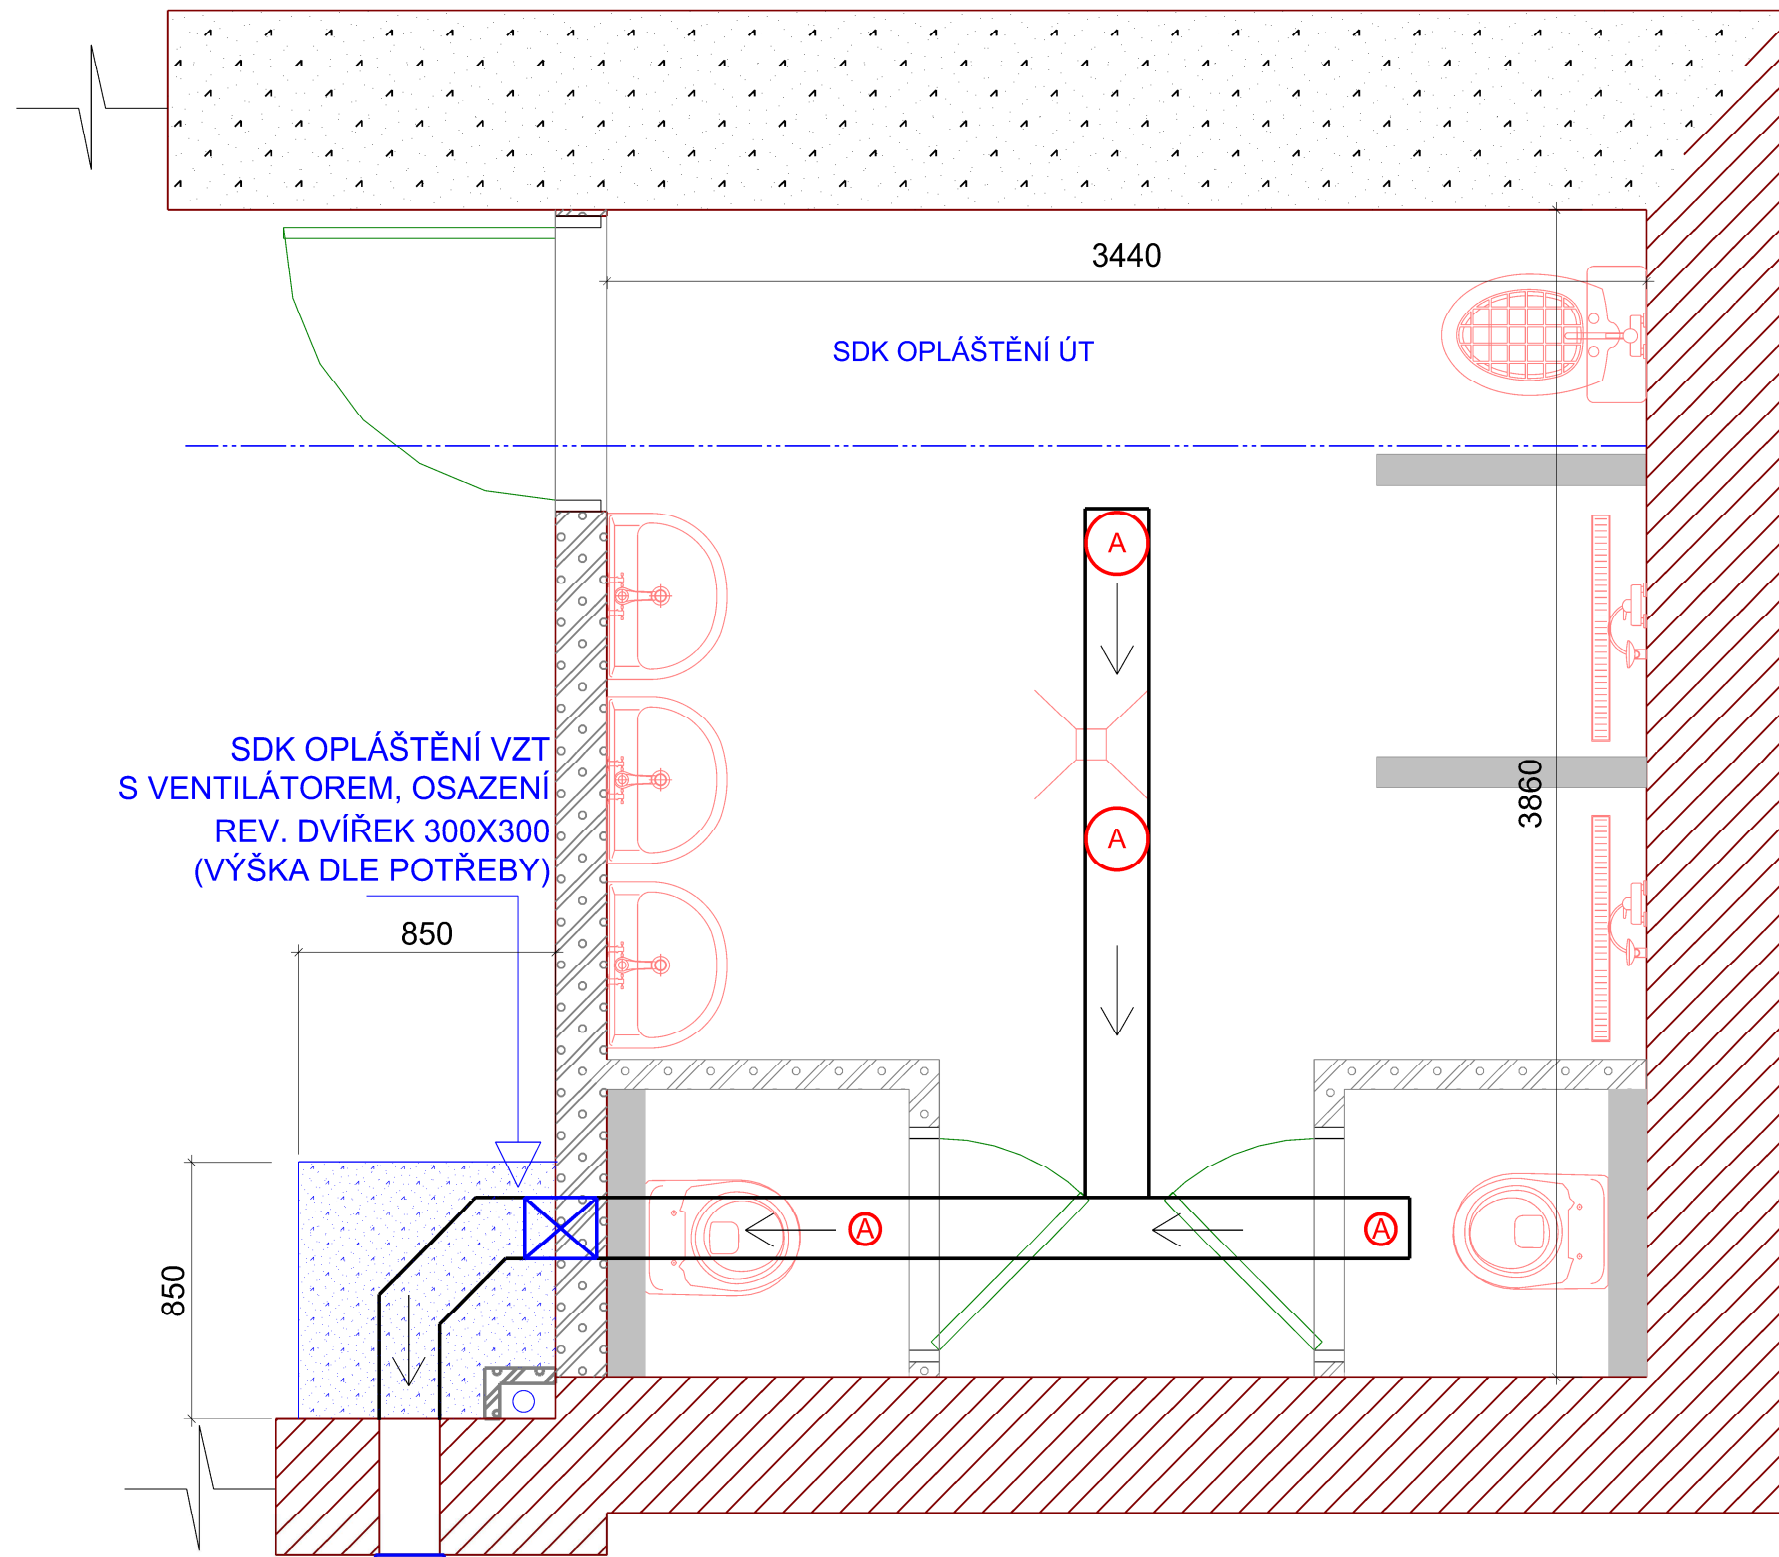 3440
SDK OPLÁŠTĚNÍ ÚT
A
SDK OPLÁŠTĚNÍ VZT
S VENTILÁTOREM, OSAZENÍ
REV. DVÍŘEK 300X300
(VÝŠKA DLE POTŘEBY)
3860
A
850
850
A
A